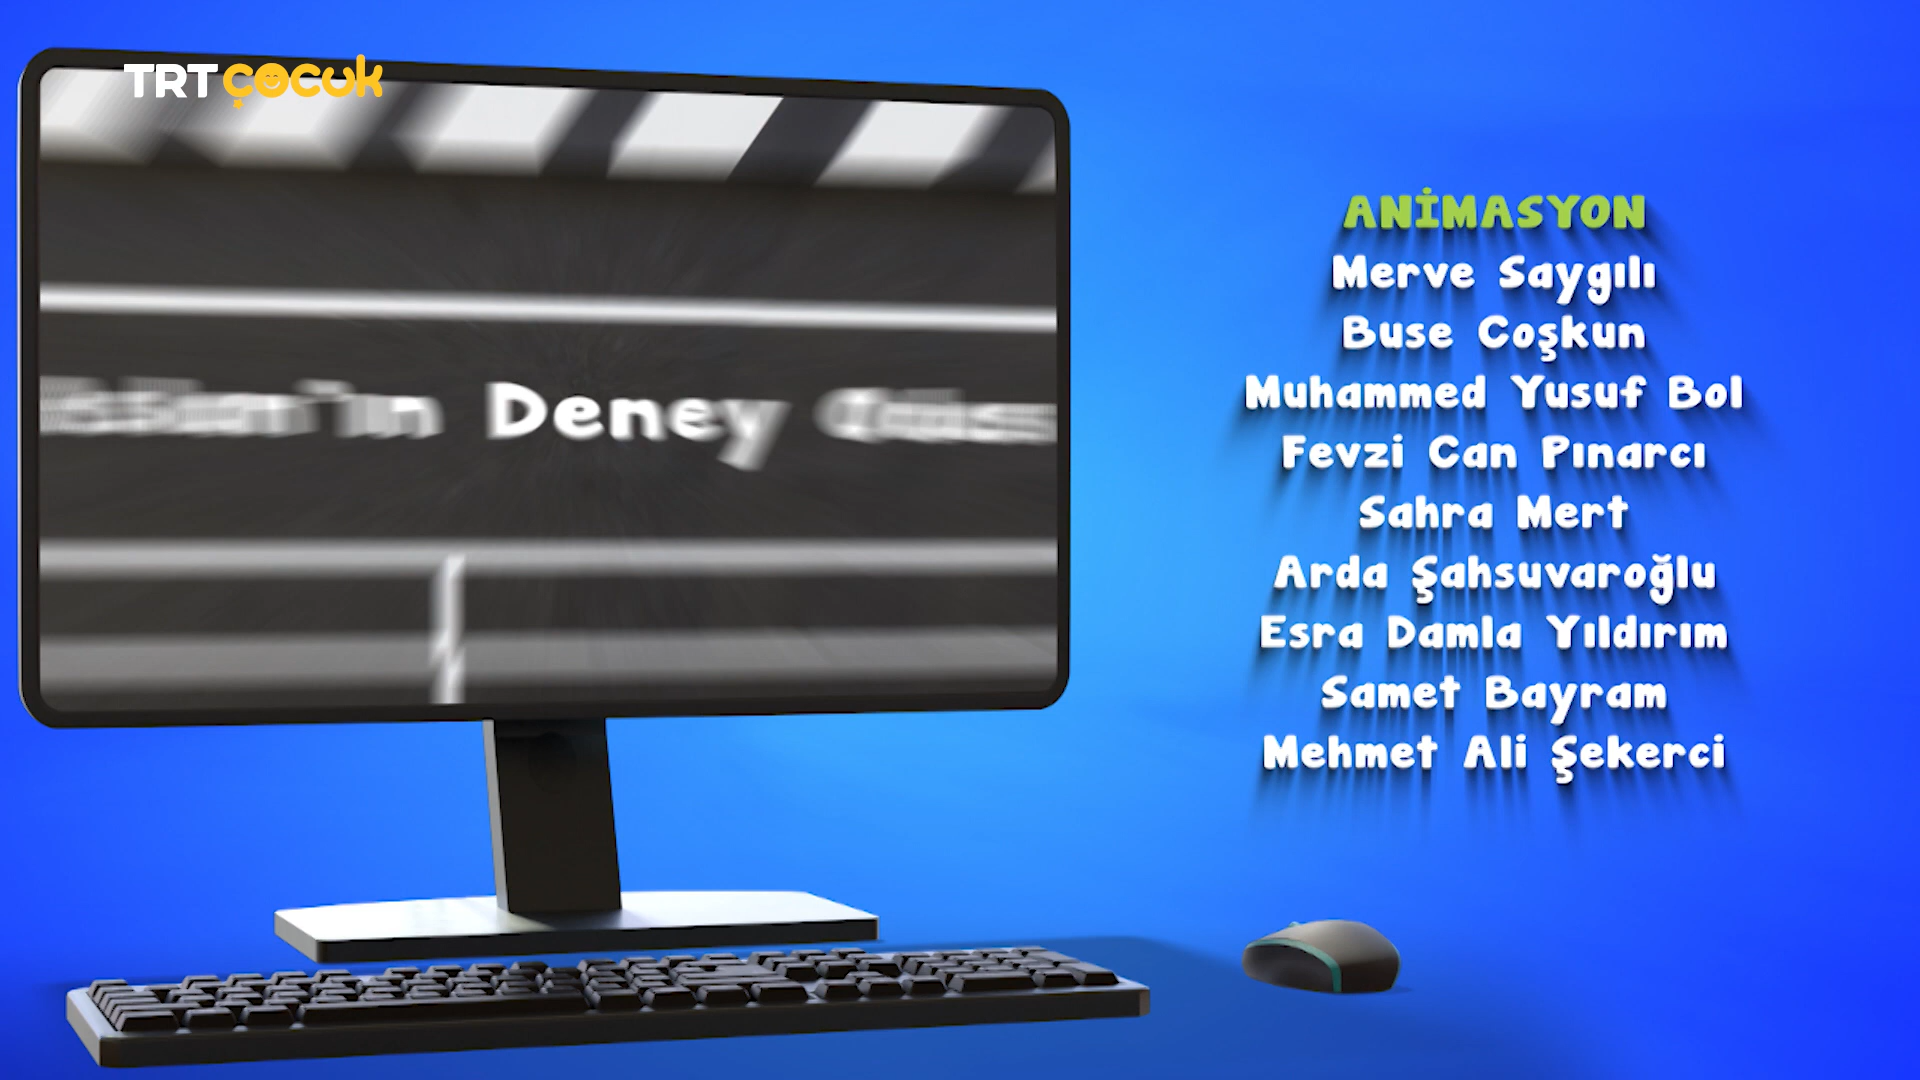 TRT çocuk
Deney
ANİMASYON
Merve Saygılı
Buse Coşkun
Muhammed Yusuf Bol
Fevzi Can Pınarcı
Sahra Mert
Arda Şahsuvaroğlu
Esra Damla Yıldırım
Samet Bayram
Mehmet Ali Şekerci